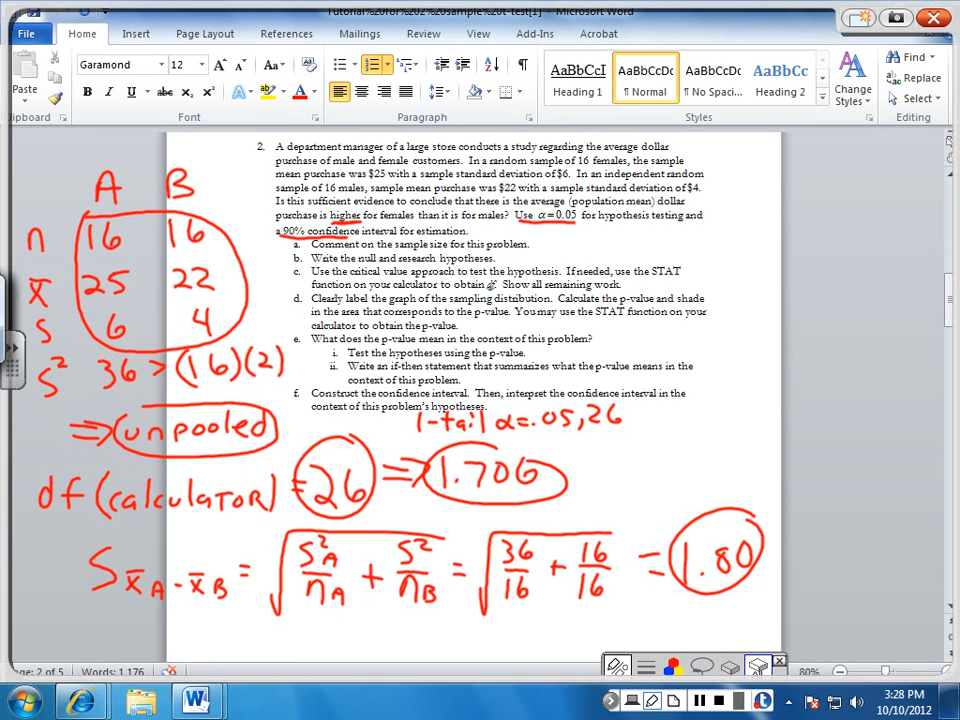 Tutorial%20for%202%20sample%20t-test[1] - Microsoft Word
File Home Insert Page Layout References Mailings Review View Add-Ins Acrobat
Paste
Garamond 12 Aa
B I U abc X₂ X² A A
AaBbCcI AaBbCcDc AaBbCcDc AaBbCc
Heading 1 ¶ Normal ¶ No Spaci... Heading 2
Change Styles
Find
Replace
Select
Clipboard Font Paragraph Styles Editing
2. A department manager of a large store conducts a study regarding the average dollar
purchase of male and female customers. In a random sample of 16 females, the sample
mean purchase was $25 with a sample standard deviation of $6. In an independent random
sample of 16 males, sample mean purchase was $22 with a sample standard deviation of $4.
Is this sufficient evidence to conclude that there is the average (population mean) dollar
purchase is higher for females than it is for males? Use α=0.05 for hypothesis testing and
a 90% confidence interval for estimation.
a. Comment on the sample size for this problem.
b. Write the null and research hypotheses.
c. Use the critical value approach to test the hypothesis. If needed, use the STAT
function on your calculator to obtain df. Show all remaining work.
d. Clearly label the graph of the sampling distribution. Calculate the p-value and shade
in the area that corresponds to the p-value. You may use the STAT function on your
calculator to obtain the p-value.
e. What does the p-value mean in the context of this problem?
i. Test the hypotheses using the p-value.
ii. Write an if-then statement that summarizes what the p-value means in the
context of this problem.
f. Construct the confidence interval. Then, interpret the confidence interval in the
context of this problem's hypotheses.
A B
n 16 16
x̄ 25 22
s 6 4
s² 36 > (16)(2)
⇒ unpooled
1-tail α=.05, 26
df (calculator) = 26 ⇒ 1.706
S x̄A - x̄B = √(S²A/nA + S²/nB) = √(36/16 + 16/16) = 1.80
Page: 2 of 5 Words: 1,176 80%
3:28 PM
10/10/2012